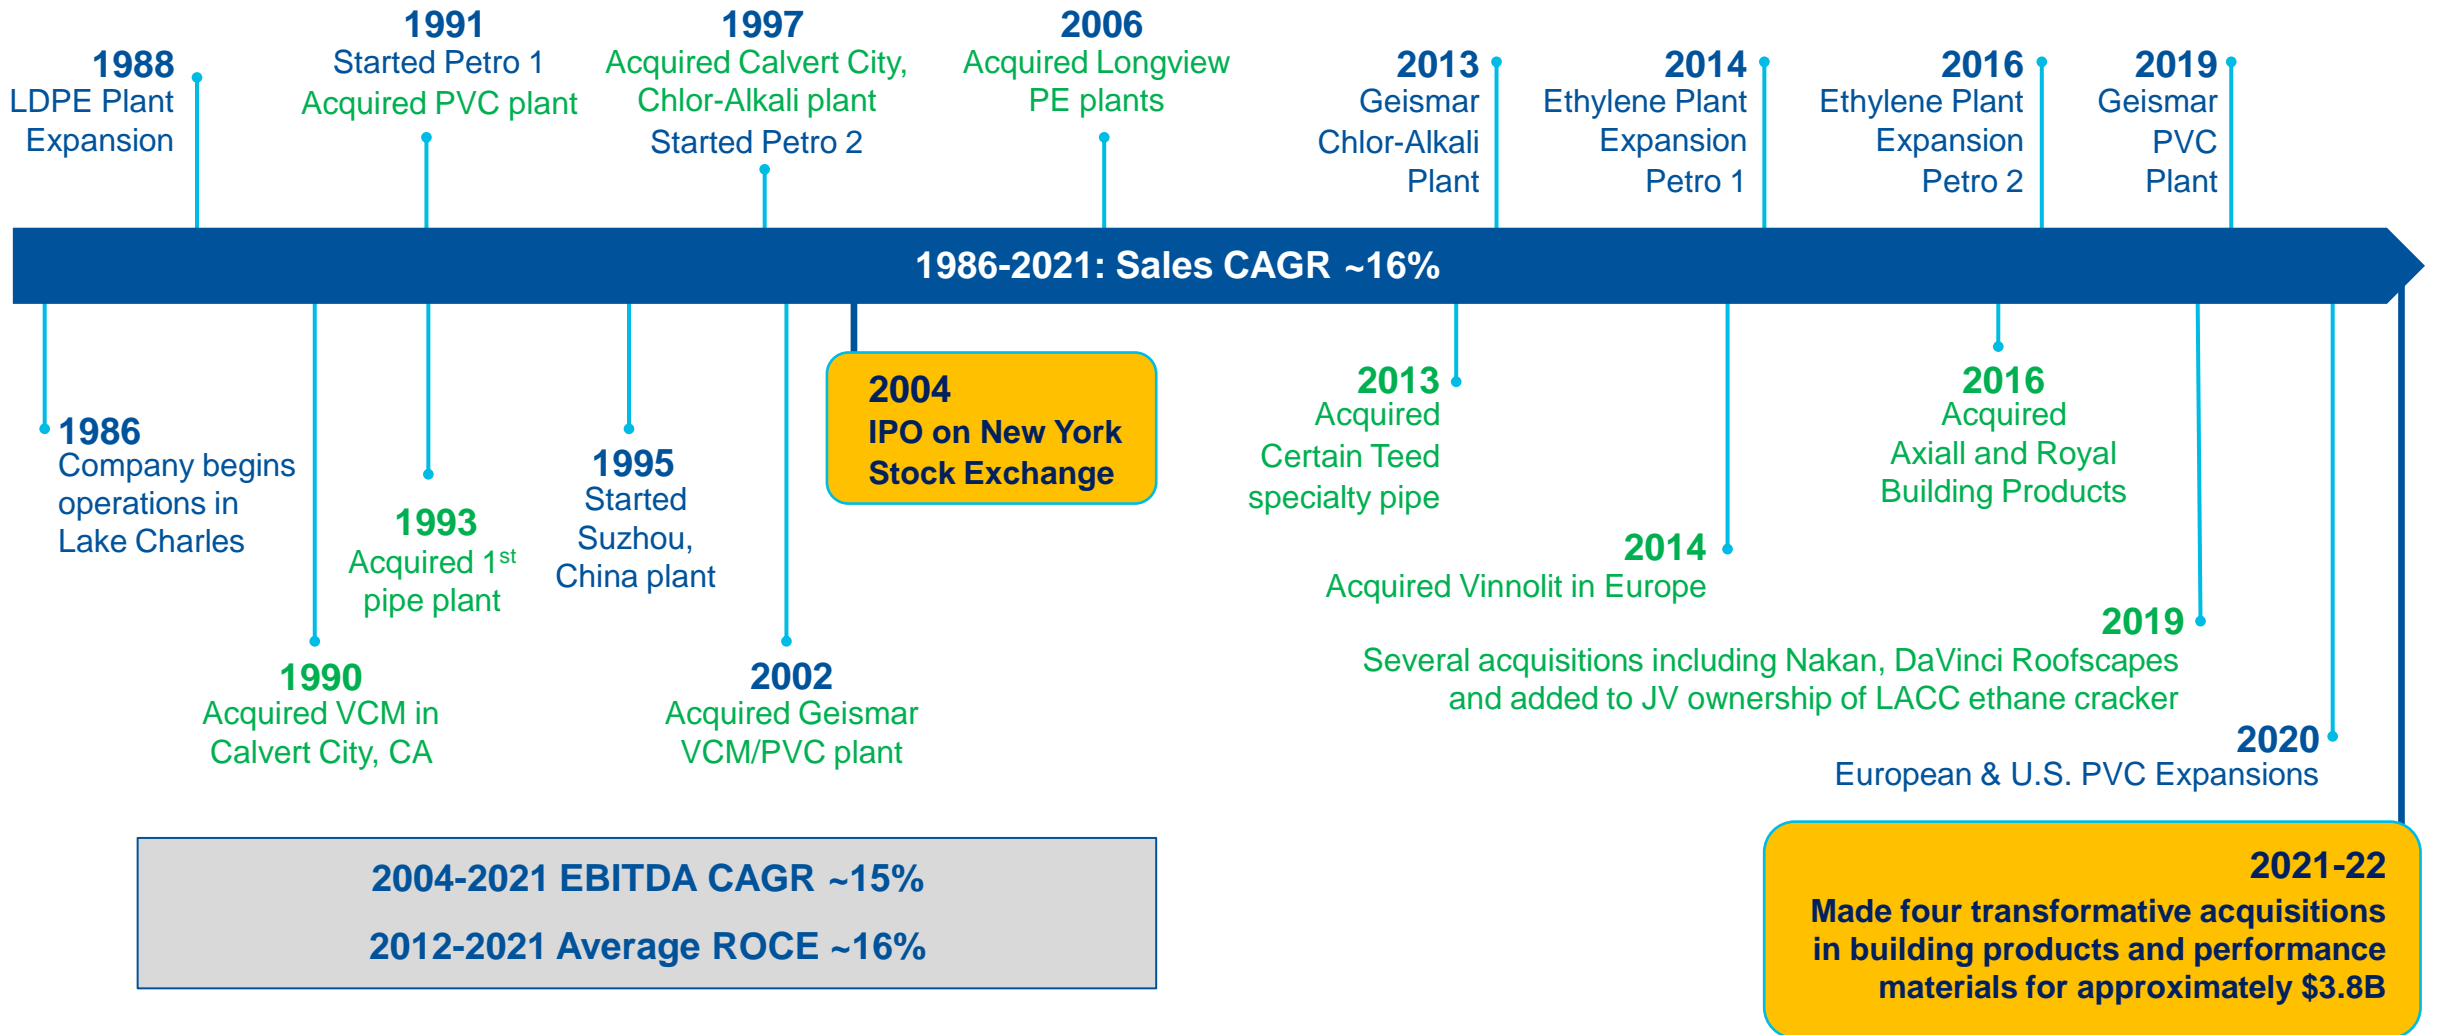 1988
LDPE Plant
Expansion
1991
Started Petro 1
Acquired PVC plant
1997
Acquired Calvert City,
Chlor-Alkali plant
Started Petro 2
2006
Acquired Longview
PE plants
2013
Geismar
Chlor-Alkali
Plant
2014
Ethylene Plant
Expansion
Petro 1
2016
Ethylene Plant
Expansion
Petro 2
2019
Geismar
PVC
Plant
1986-2021: Sales CAGR ~16%
1986
Company begins
operations in
Lake Charles
1990
Acquired VCM in
Calvert City, CA
1993
Acquired 1st
pipe plant
1995
Started
Suzhou,
China plant
2002
Acquired Geismar
VCM/PVC plant
2004
IPO on New York
Stock Exchange
2013
Acquired
Certain Teed
specialty pipe
2014
Acquired Vinnolit in Europe
2016
Acquired
Axiall and Royal
Building Products
2019
Several acquisitions including Nakan, DaVinci Roofscapes
and added to JV ownership of LACC ethane cracker
2020
European & U.S. PVC Expansions
2021-22
Made four transformative acquisitions
in building products and performance
materials for approximately $3.8B
2004-2021 EBITDA CAGR ~15%
2012-2021 Average ROCE ~16%